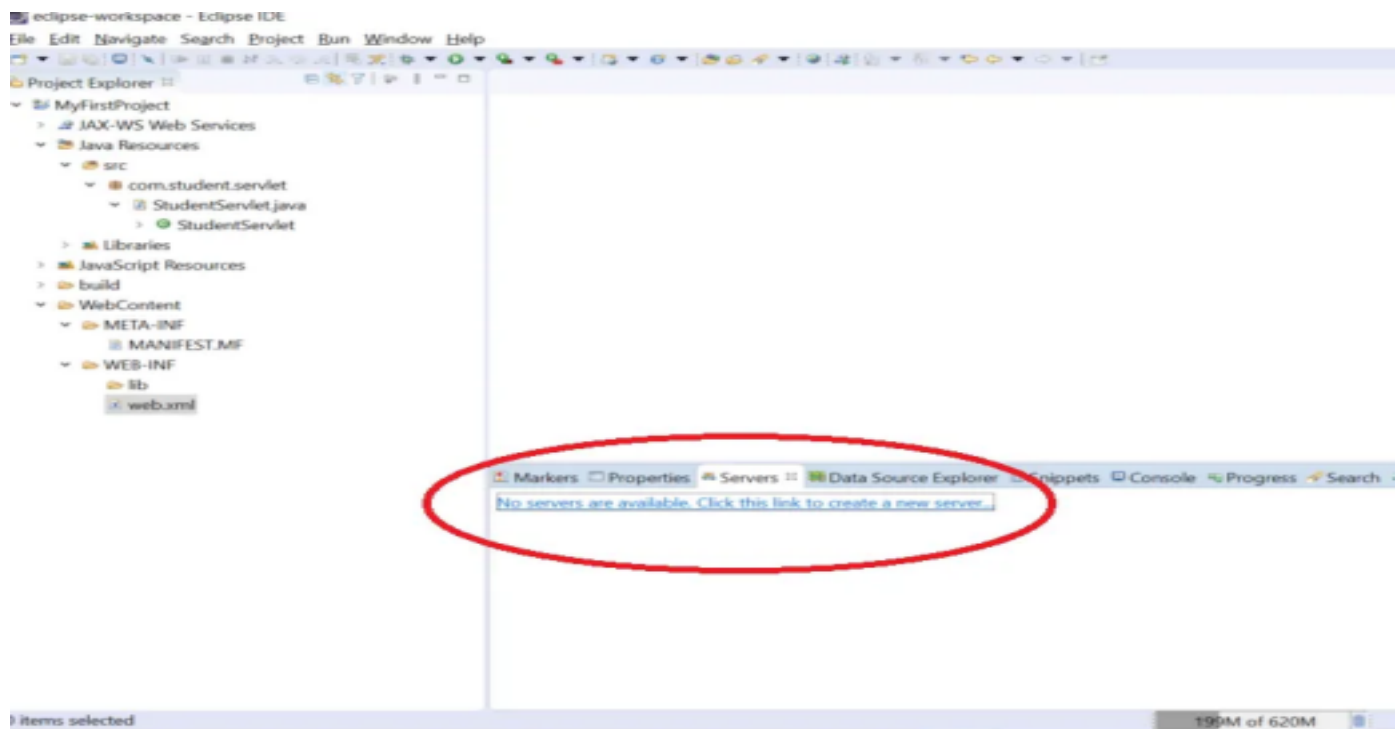 eclipse-workspace - Eclipse IDE
File Edit Navigate Search Project Run Window Help
Project Explorer
MyFirstProject
JAX-WS Web Services
Java Resources
src
com.student.servlet
StudentServlet.java
StudentServlet
Libraries
JavaScript Resources
build
WebContent
META-INF
MANIFEST.MF
WEB-INF
lib
web.xml
Markers Properties Servers Data Source Explorer Snippets Console Progress Search
No servers are available. Click this link to create a new server...
items selected
199M of 620M